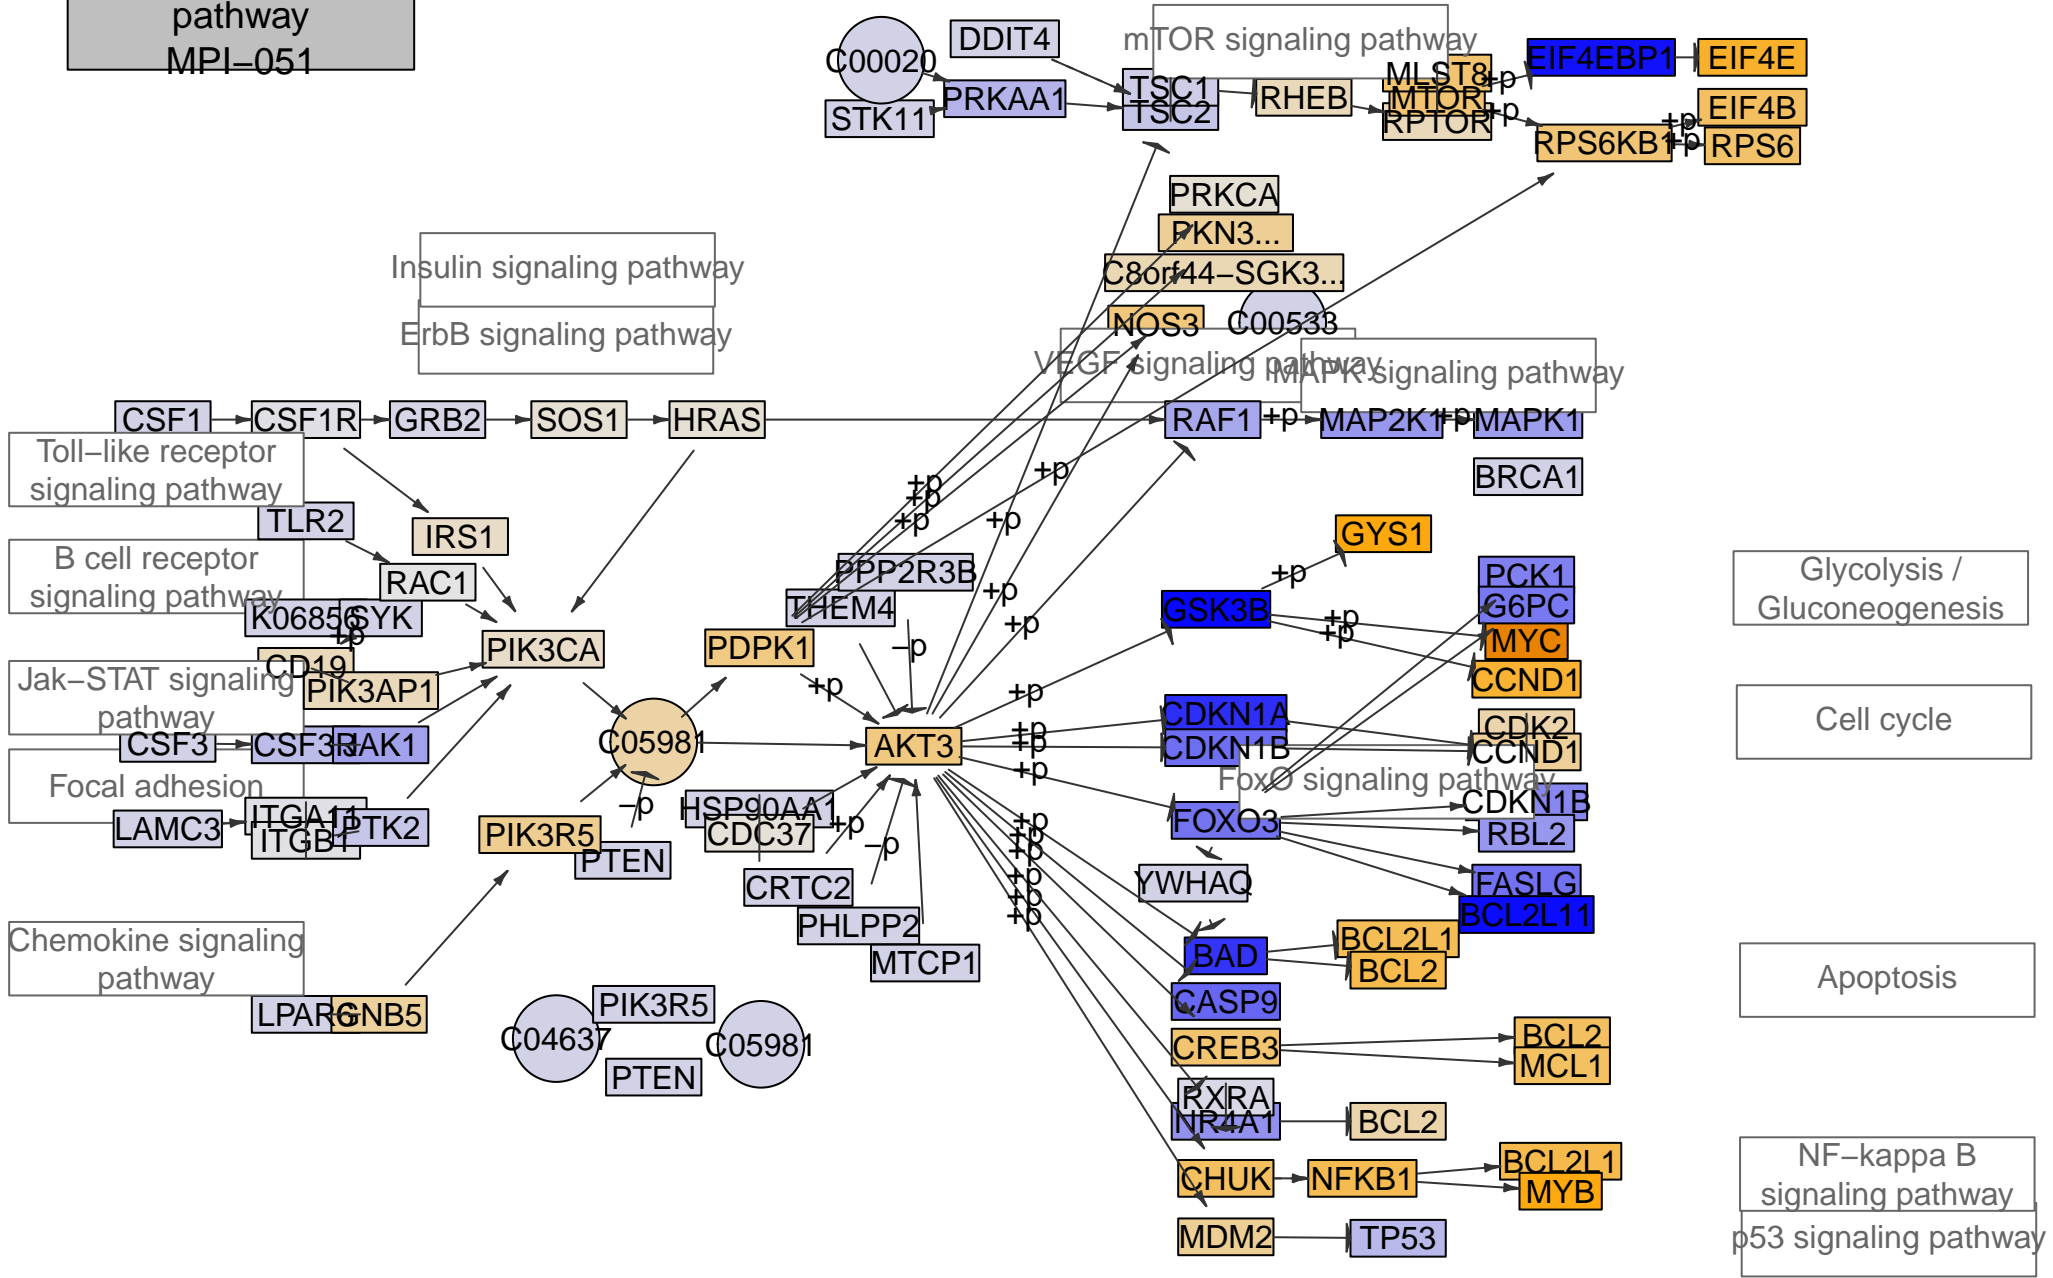 pathway
MPI–051
C00020
DDIT4
mTOR signaling pathway
STK11
PRKAA1
TSC1
TSC2
RHEB
MLST8
MTOR
RPTOR
+p
+p
EIF4EBP1
EIF4E
EIF4B
RPS6KB1
+p
+p
RPS6
PRKCA
PKN3...
C8orf44–SGK3...
NOS3
C00533
Insulin signaling pathway
ErbB signaling pathway
VEGF signaling pathway
MAPK signaling pathway
CSF1
CSF1R
GRB2
SOS1
HRAS
RAF1
+p
MAP2K1
+p
MAPK1
BRCA1
Toll–like receptor
signaling pathway
TLR2
IRS1
+p
+p
+p
+p
+p
GYS1
B cell receptor
signaling pathway
RAC1
K06856
SYK
+p
PPP2R3B
THEM4
+p
+p
–p
+p
GSK3B
+p
+p
PCK1
G6PC
MYC
CCND1
Glycolysis /
Gluconeogenesis
CD19
PIK3AP1
PIK3CA
PDPK1
+p
+p
Jak–STAT signaling
pathway
CSF3
CSF3R
JAK1
C05981
AKT3
+p
+p
+p
CDKN1A
CDKN1B
CDK2
CCND1
Cell cycle
FoxO signaling pathway
Focal adhesion
LAMC3
ITGA11
ITGB1
PTK2
PIK3R5
–p
PTEN
HSP90AA1
CDC37
+p
–p
CRTC2
PHLPP2
MTCP1
+p
+p
+p
+p
+p
+p
FOXO3
CDKN1B
RBL2
YWHAQ
FASLG
BCL2L11
BAD
BCL2L1
BCL2
Apoptosis
Chemokine signaling
pathway
LPAR6
GNB5
C04637
PIK3R5
PTEN
C05981
CASP9
CREB3
BCL2
MCL1
RXRA
NR4A1
BCL2
CHUK
NFKB1
BCL2L1
MYB
NF–kappa B
signaling pathway
MDM2
TP53
p53 signaling pathway